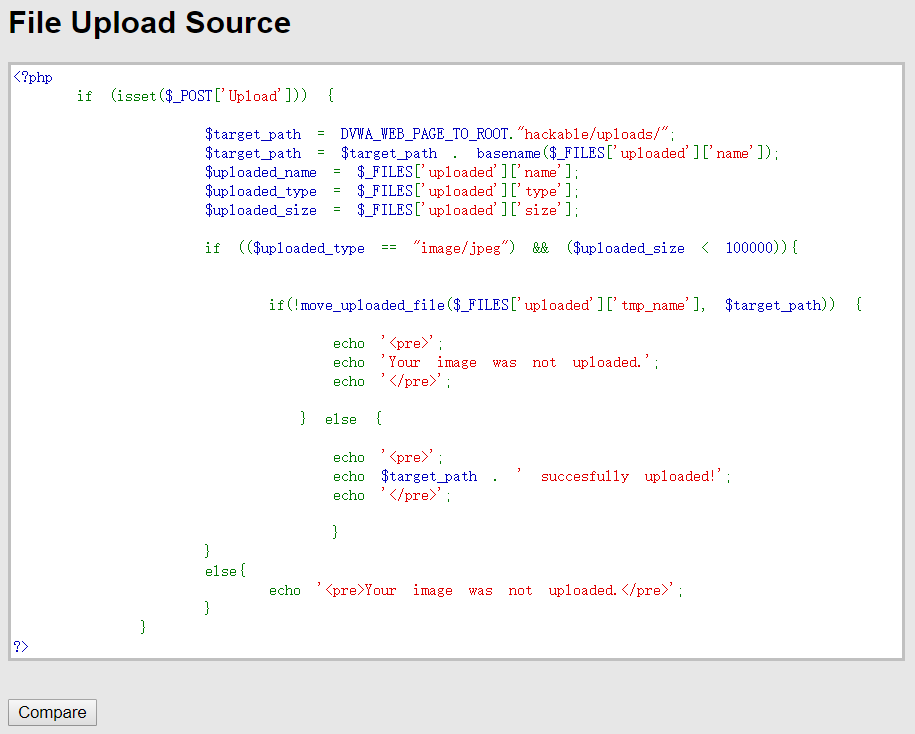 File Upload Source
<?php
if (isset($_POST['Upload'])) {
$target_path = DVWA_WEB_PAGE_TO_ROOT."hackable/uploads/";
$target_path = $target_path . basename($_FILES['uploaded']['name']);
$uploaded_name = $_FILES['uploaded']['name'];
$uploaded_type = $_FILES['uploaded']['type'];
$uploaded_size = $_FILES['uploaded']['size'];
if (($uploaded_type == "image/jpeg") && ($uploaded_size < 100000)){
if(!move_uploaded_file($_FILES['uploaded']['tmp_name'], $target_path)) {
echo '<pre>';
echo 'Your image was not uploaded.';
echo '</pre>';
} else {
echo '<pre>';
echo $target_path . ' succesfully uploaded!';
echo '</pre>';
}
}
else{
echo '<pre>Your image was not uploaded.</pre>';
}
}
?>
Compare